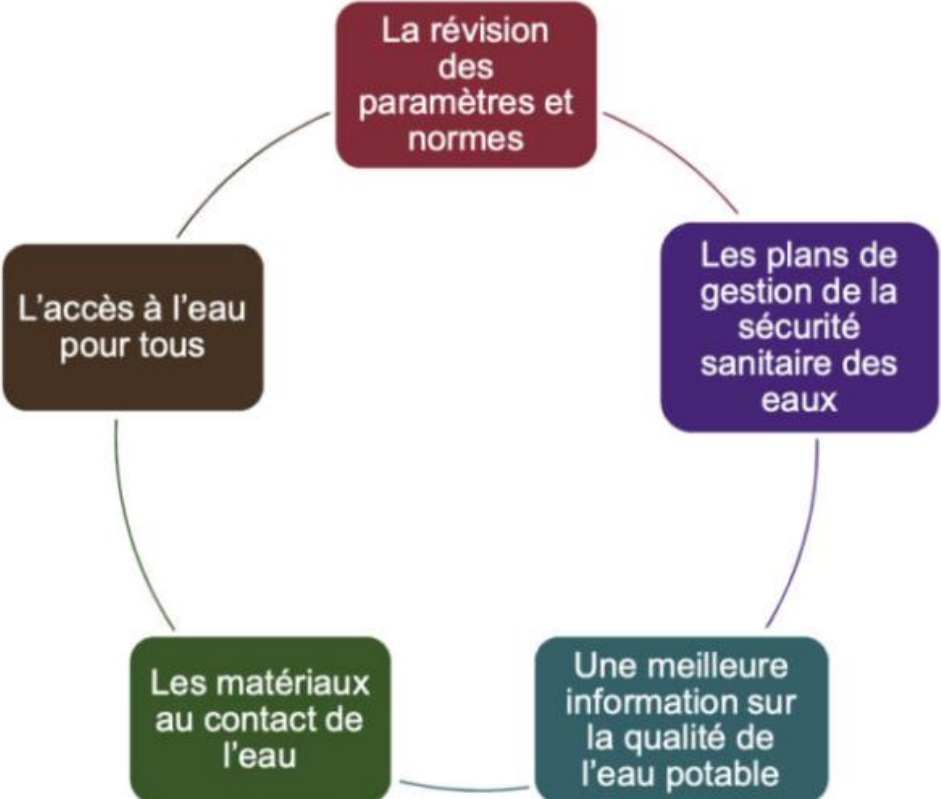 La révision
des
paramètres et
normes
Les plans de
gestion de la
sécurité
sanitaire des
eaux
Une meilleure
information sur
la qualité de
l'eau potable
Les matériaux
au contact de
l'eau
L'accès à l'eau
pour tous